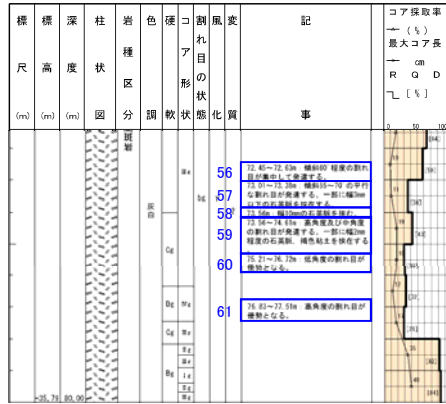 標尺(m)
標高(m)
深度(m)
柱状図
岩種区分
色調
硬軟
コア形状
割れ目の状態
風化
変質
記事
コア採取率
(%)
最大コア長
cm
RQD
[%]
0 50 100
灰白
bg
Cg
Dg
Cg
Bg
56
72.45~72.63m 傾斜60°程度の割れ
目が集中して発達する。
57
73.01~73.38m 傾斜65~70°の平行
な割れ目が発達する。一部に幅3mm
以下の石英脈を挟在する。
58
73.56m 幅10mmの石英脈を挟む。
59
73.56~74.61m 高角度及び中角度
の割れ目が発達する。一部に幅2mm
程度の石英脈、褐色粘土を挟在する
60
75.21~76.72m 低角度の割れ目が
優勢となる。
61
76.83~77.51m 高角度の割れ目が
優勢となる。
-35.79 80.00